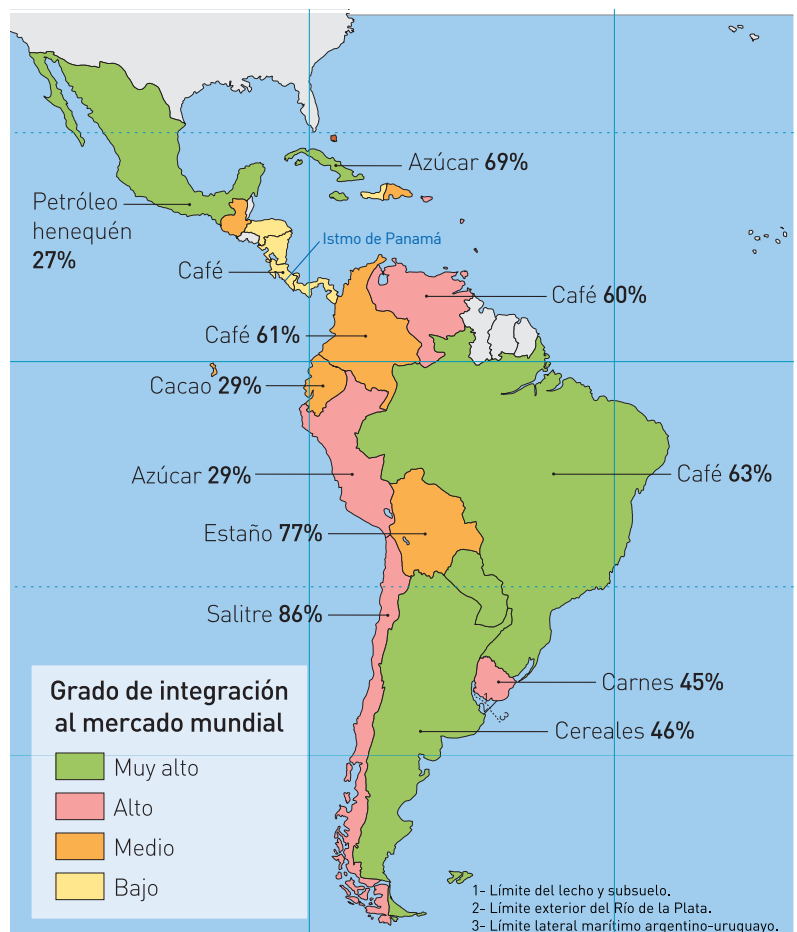 Azúcar 69%
Petróleo
henequén
27%
Istmo de Panamá
Café
Café 60%
Café 61%
Cacao 29%
Azúcar 29%
Café 63%
Estaño 77%
Salitre 86%
Carnes 45%
Cereales 46%
Grado de integración
al mercado mundial
Muy alto
Alto
Medio
Bajo
1- Límite del lecho y subsuelo.
2- Límite exterior del Río de la Plata.
3- Límite lateral marítimo argentino-uruguayo.